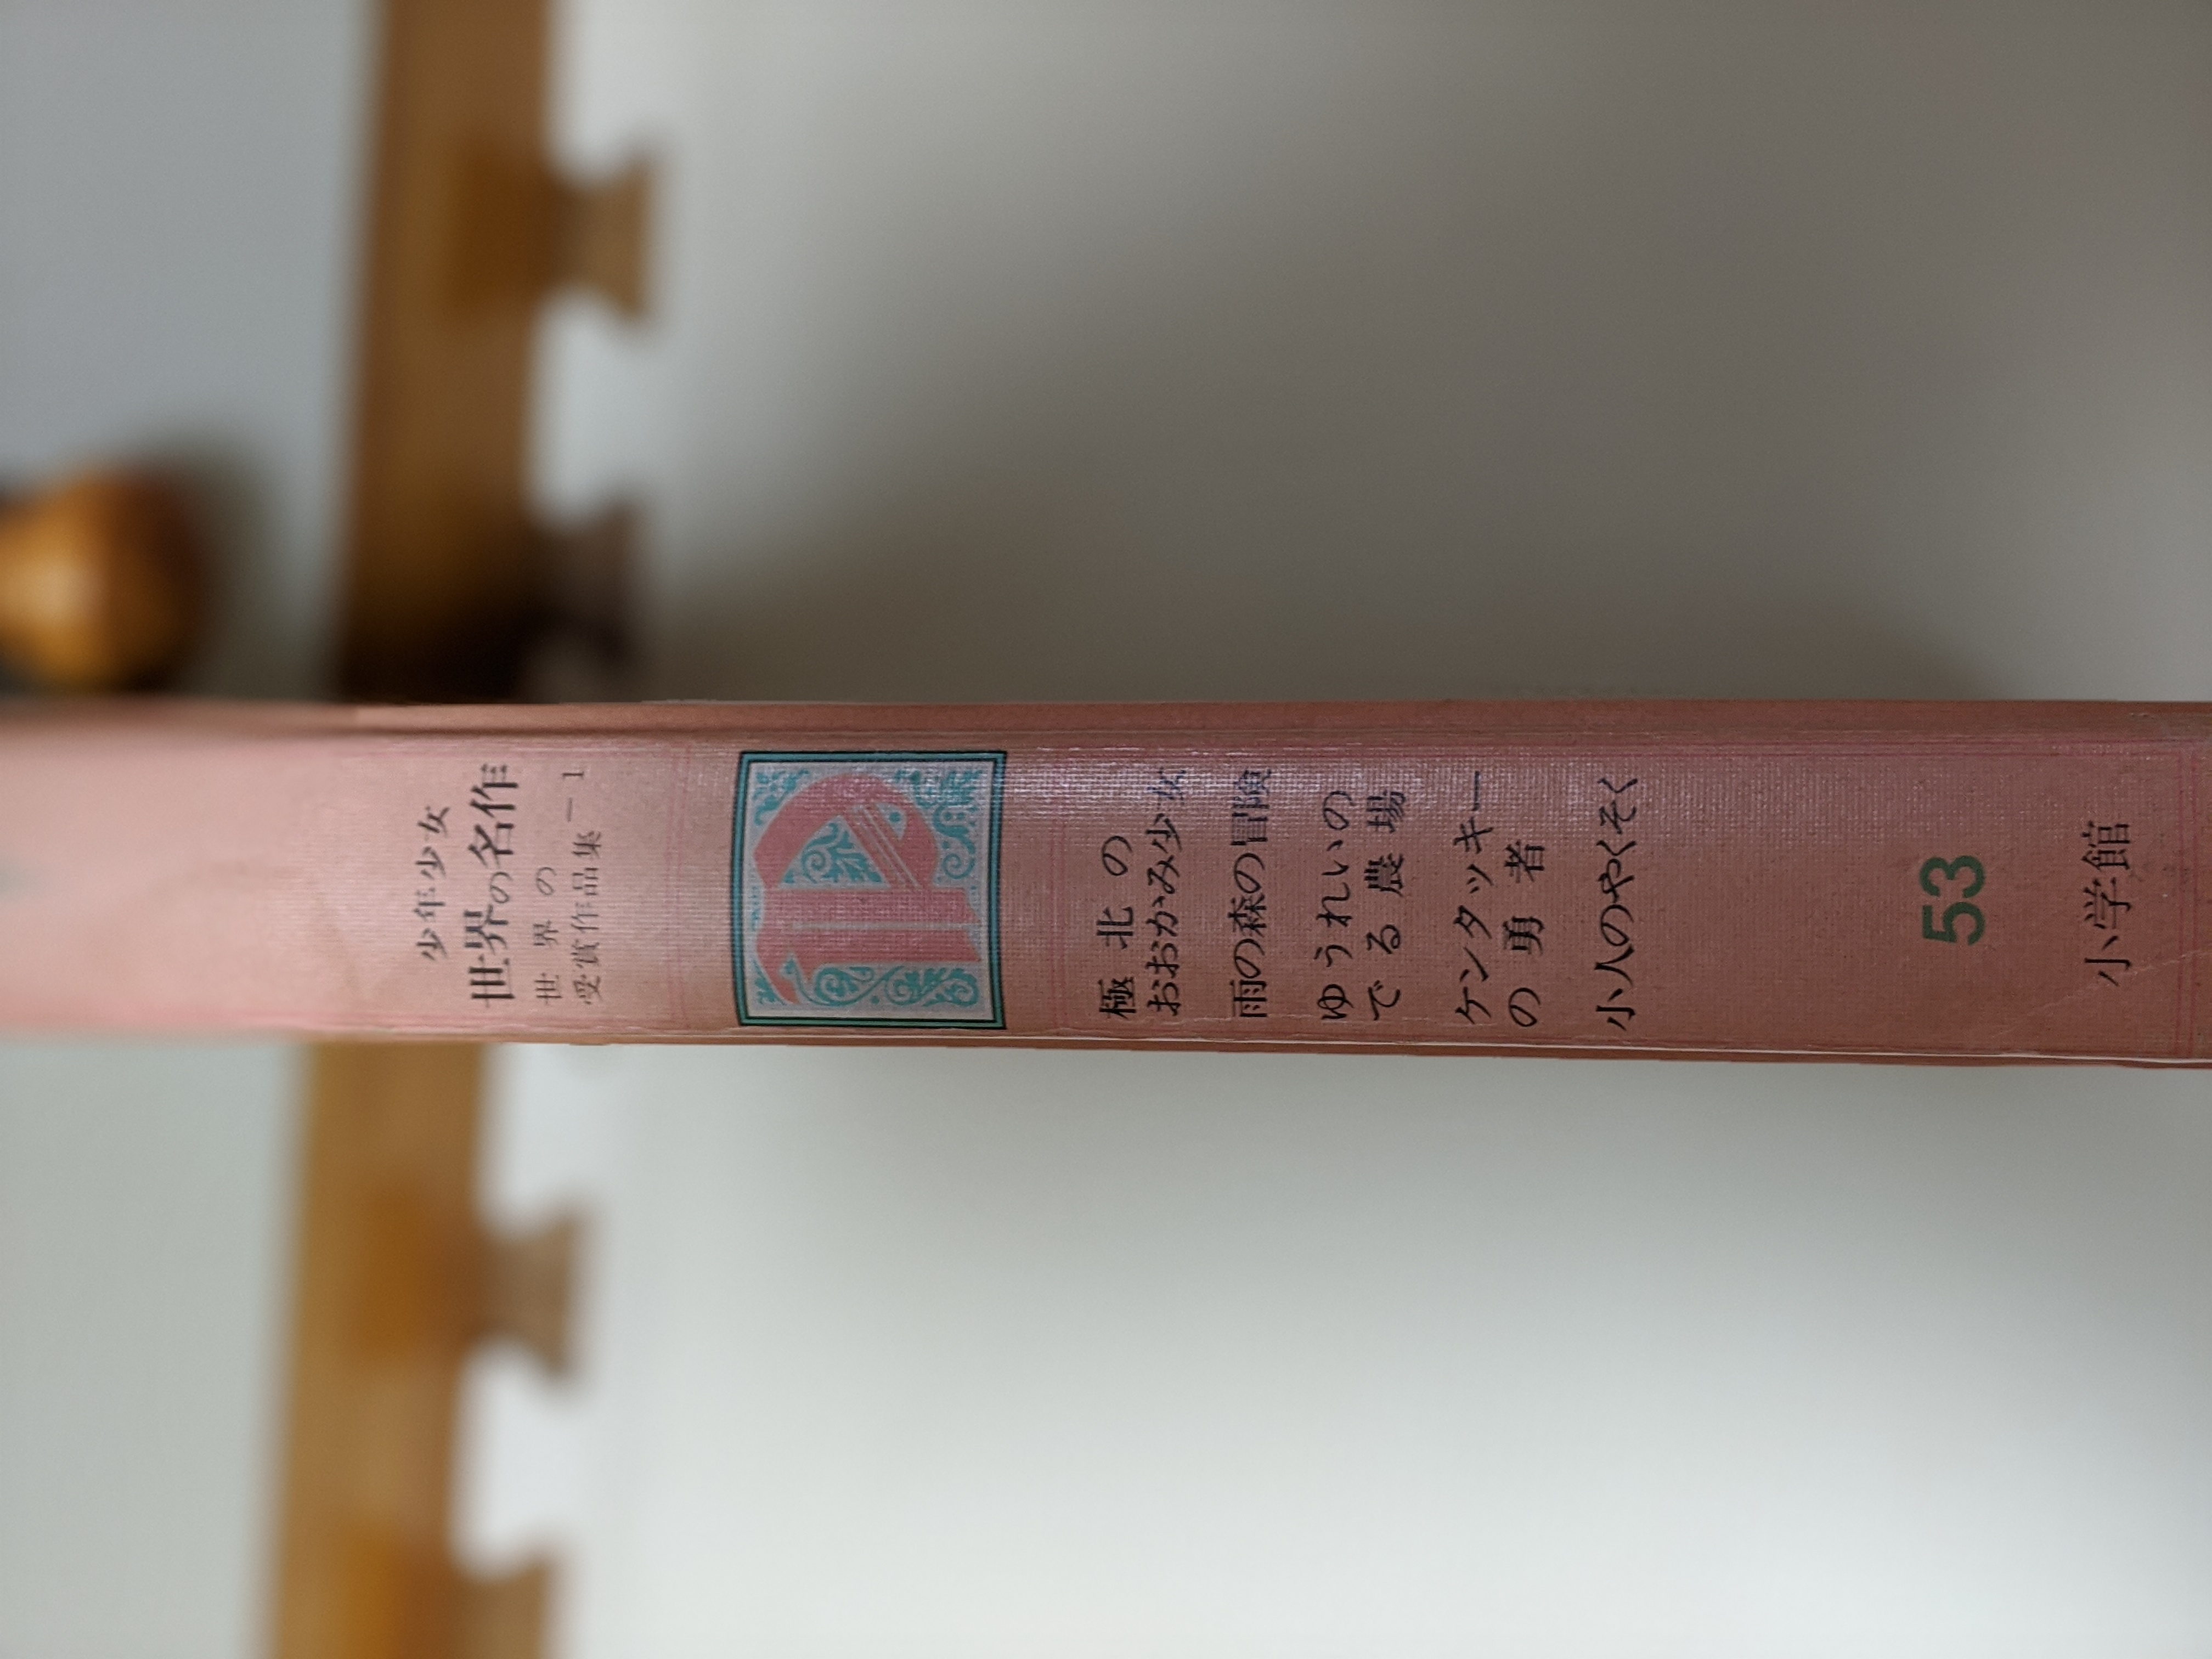 少年少女
世界の名作
世界の
受賞作品集―1
極北の
おおかみ少女
雨の森の冒険
ゆうれいの
でる農場
ケンタッキー
の勇者
小人のやくそく
53
小学館